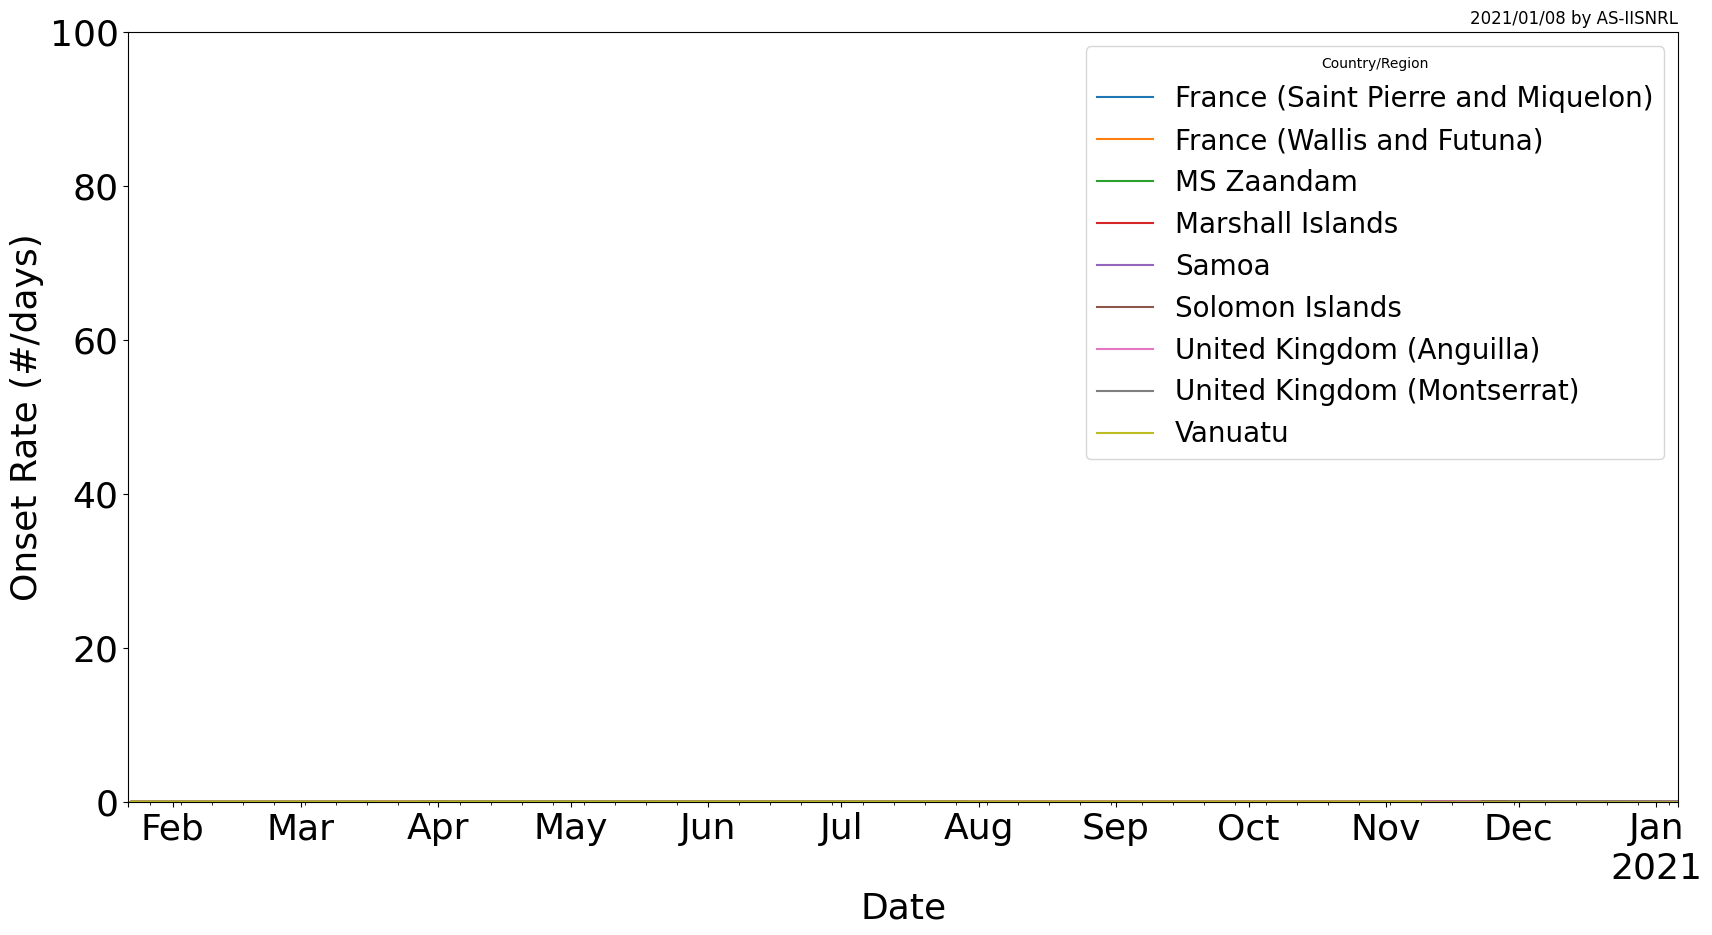 2021/01/08 by AS-IISNRL
100
80
60
40
20
0
Onset Rate (#/days)
Country/Region
France (Saint Pierre and Miquelon)
France (Wallis and Futuna)
MS Zaandam
Marshall Islands
Samoa
Solomon Islands
United Kingdom (Anguilla)
United Kingdom (Montserrat)
Vanuatu
Feb Mar Apr May Jun Jul Aug Sep Oct Nov Dec Jan
2021
Date